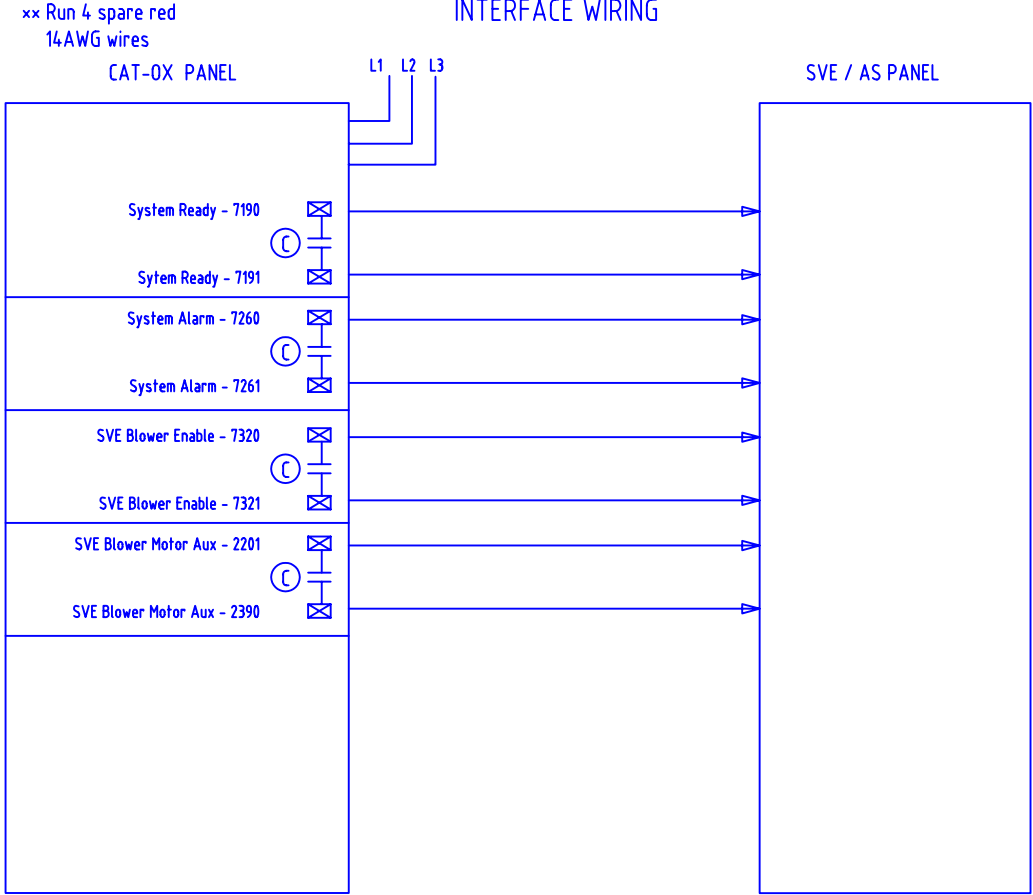 xx Run 4 spare red
14AWG wires
INTERFACE WIRING
CAT-OX PANEL
L1 L2 L3
SVE / AS PANEL
System Ready - 7190
C
Sytem Ready - 7191
System Alarm - 7260
C
System Alarm - 7261
SVE Blower Enable - 7320
C
SVE Blower Enable - 7321
SVE Blower Motor Aux - 2201
C
SVE Blower Motor Aux - 2390